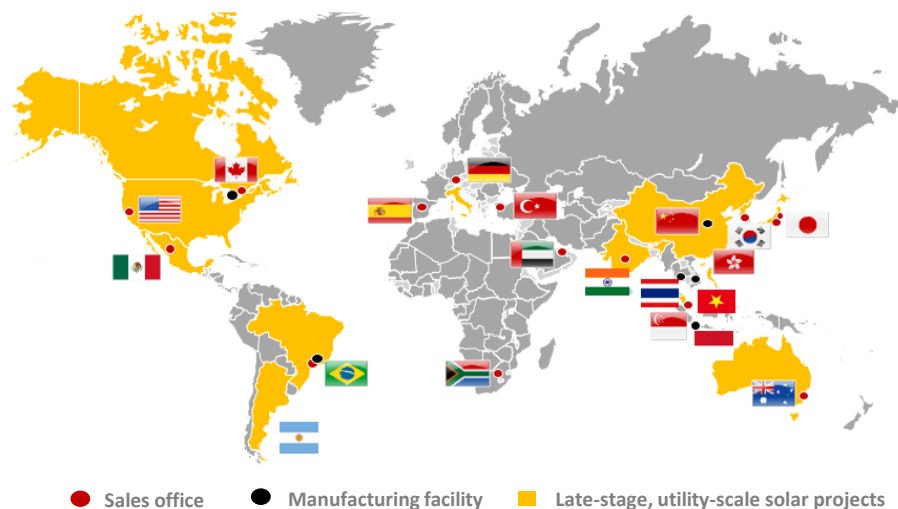 Sales office
Manufacturing facility
Late-stage, utility-scale solar projects